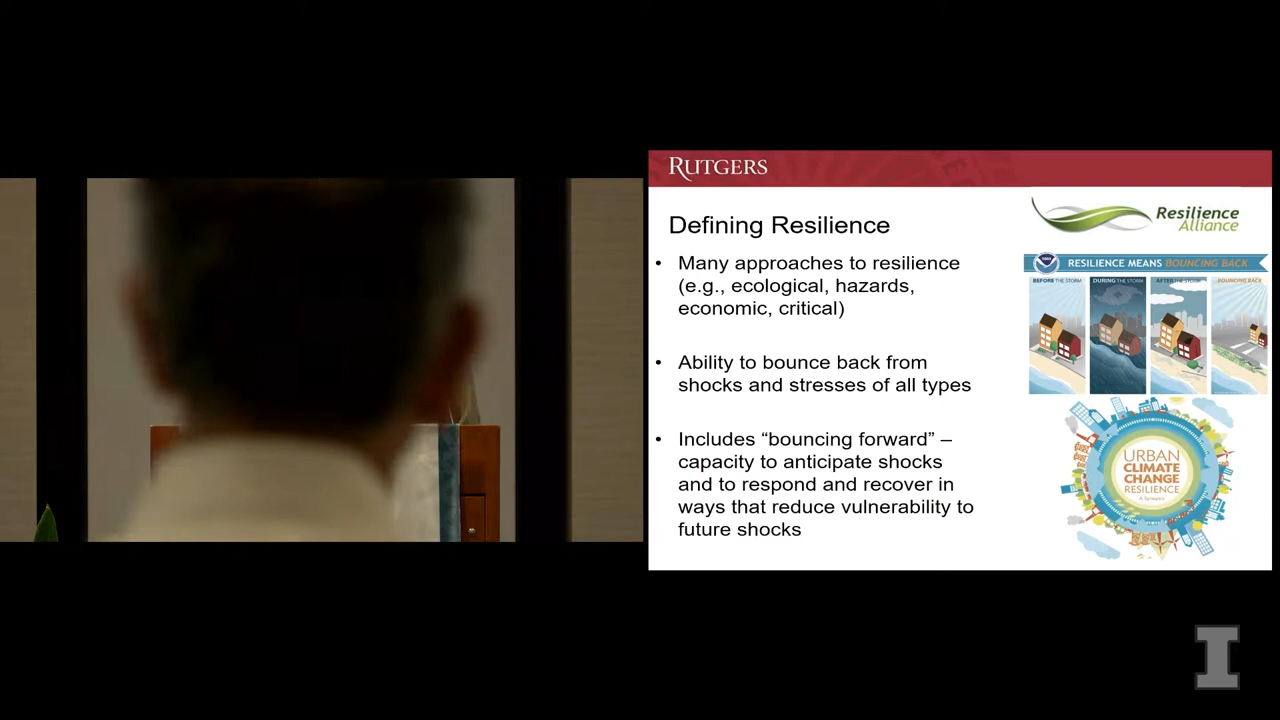 RUTGERS
Defining Resilience
• Many approaches to resilience
(e.g., ecological, hazards,
economic, critical)
• Ability to bounce back from
shocks and stresses of all types
• Includes “bouncing forward” –
capacity to anticipate shocks
and to respond and recover in
ways that reduce vulnerability to
future shocks
Resilience
Alliance
RESILIENCE MEANS BOUNCING BACK
BEFORE THE STORM
DURING THE STORM
AFTER THE STORM
BOUNCING BACK
URBAN
CLIMATE
CHANGE
RESILIENCE
A Synopsis
I